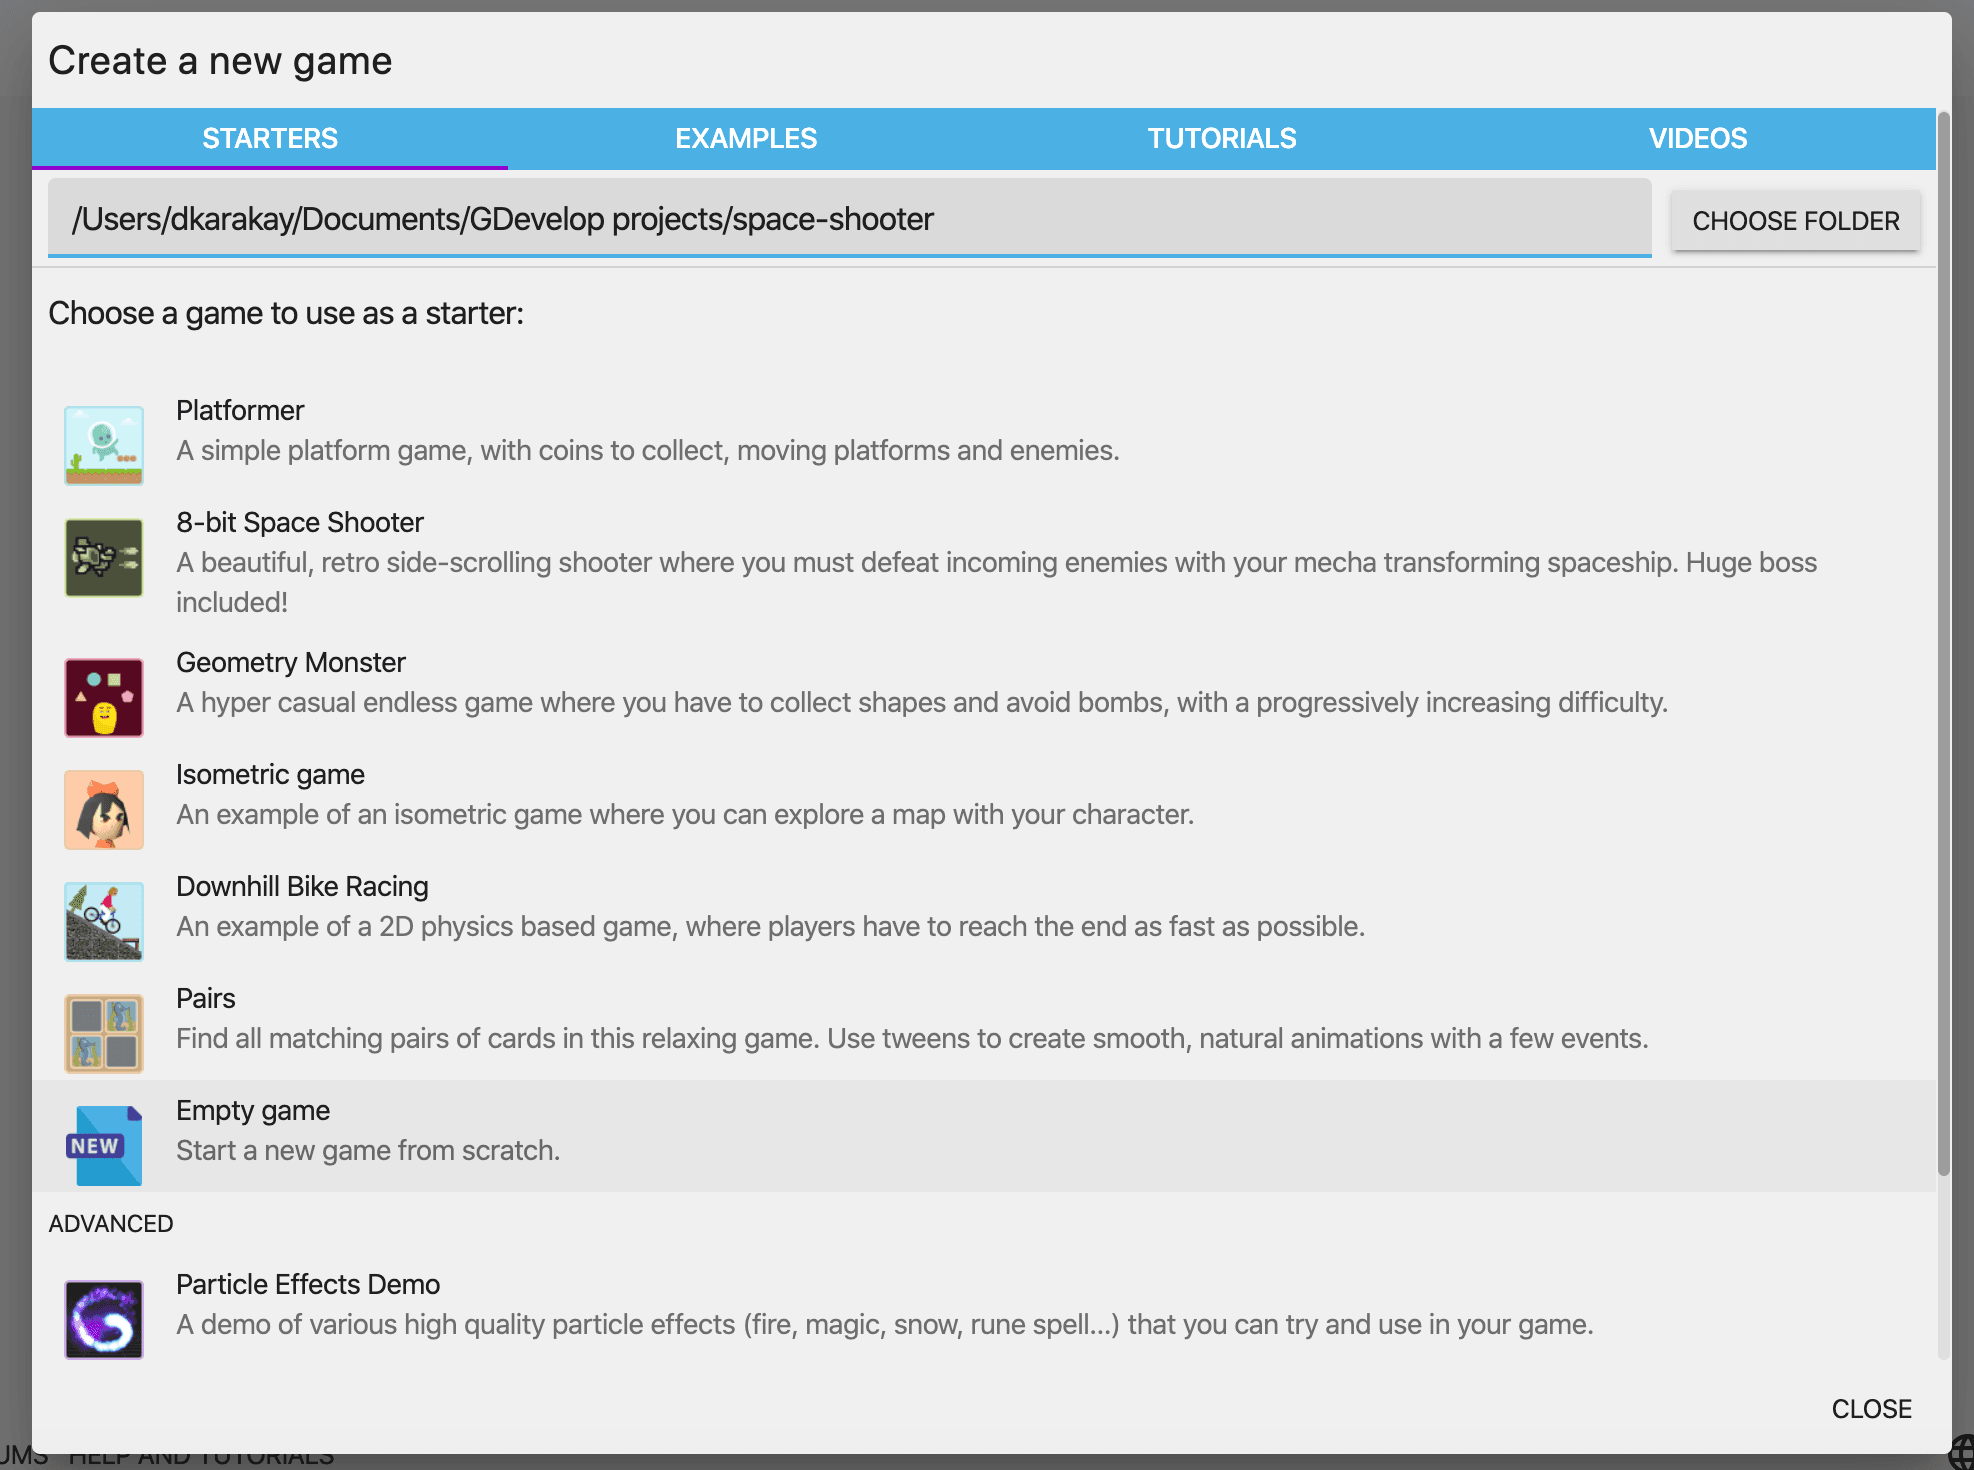 Create a new game
STARTERS
EXAMPLES
TUTORIALS
VIDEOS
/Users/dkarakay/Documents/GDevelop projects/space-shooter
CHOOSE FOLDER
Choose a game to use as a starter:
Platformer
A simple platform game, with coins to collect, moving platforms and enemies.
8-bit Space Shooter
A beautiful, retro side-scrolling shooter where you must defeat incoming enemies with your mecha transforming spaceship. Huge boss
included!
Geometry Monster
A hyper casual endless game where you have to collect shapes and avoid bombs, with a progressively increasing difficulty.
Isometric game
An example of an isometric game where you can explore a map with your character.
Downhill Bike Racing
An example of a 2D physics based game, where players have to reach the end as fast as possible.
Pairs
Find all matching pairs of cards in this relaxing game. Use tweens to create smooth, natural animations with a few events.
NEW
Empty game
Start a new game from scratch.
ADVANCED
Particle Effects Demo
A demo of various high quality particle effects (fire, magic, snow, rune spell...) that you can try and use in your game.
CLOSE
HELP AND TUTORIALS